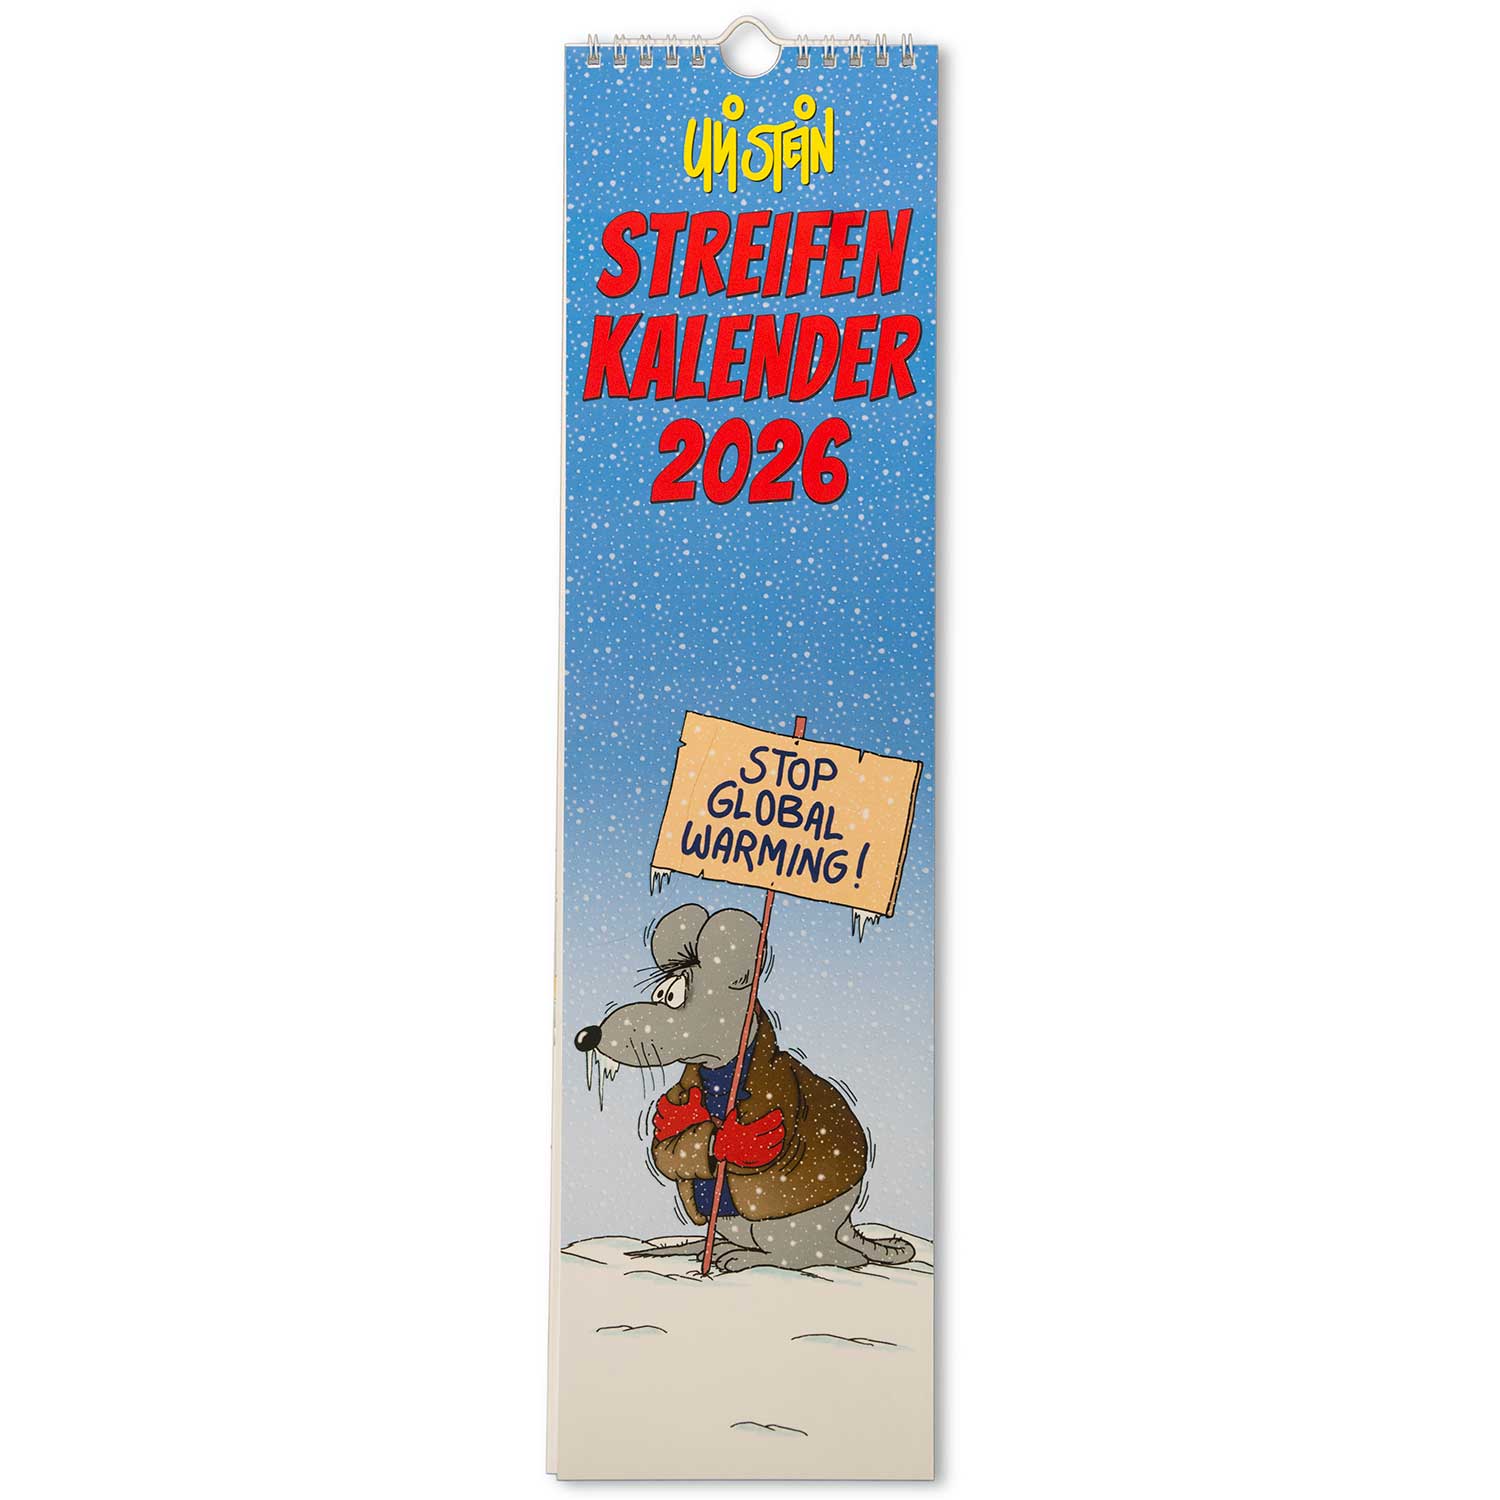 Uli STEIN
STREIFEN
KALENDER
2026
STOP
GLOBAL
WARMING!